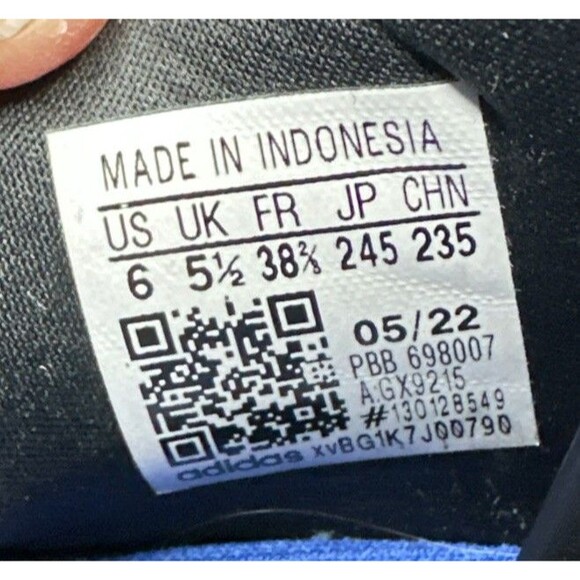 MADE IN INDONESIA
US UK FR JP CHN
6 5½ 38⅔ 245 235
05/22
PBB 698007
A:GX9215
#130128549
adidas xvBG1K7J00790